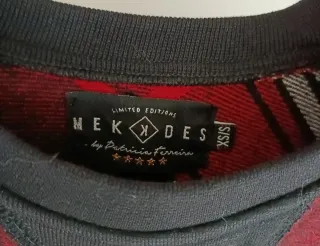 LIMITED EDITIONS
MEK K DES
by Patricia Ferreira
XS/S